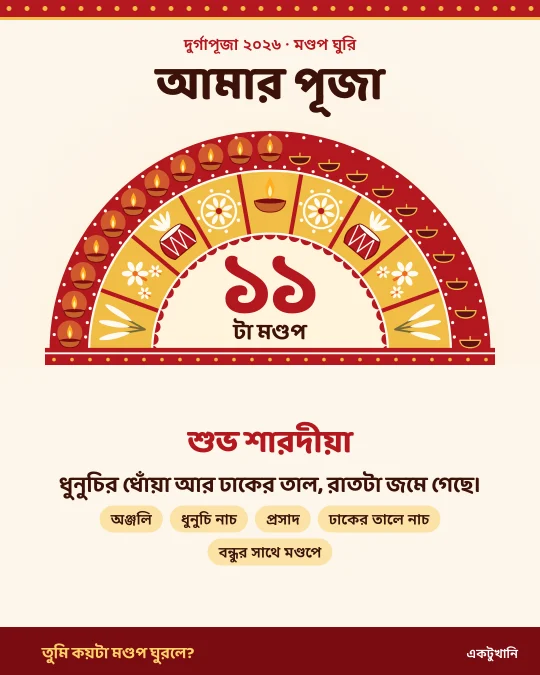 দুর্গাপূজা ২০২৬ · মণ্ডপ ঘুরি
আমার পূজা
১১
টা মণ্ডপ
শুভ শারদীয়া
ধুনুচির ধোঁয়া আর ঢাকের তাল, রাতটা জমে গেছে।
অঞ্জলি
ধুনুচি নাচ
প্রসাদ
ঢাকের তালে নাচ
বন্ধুর সাথে মণ্ডপে
তুমি কয়টা মণ্ডপ ঘুরলে?
একটুখানি